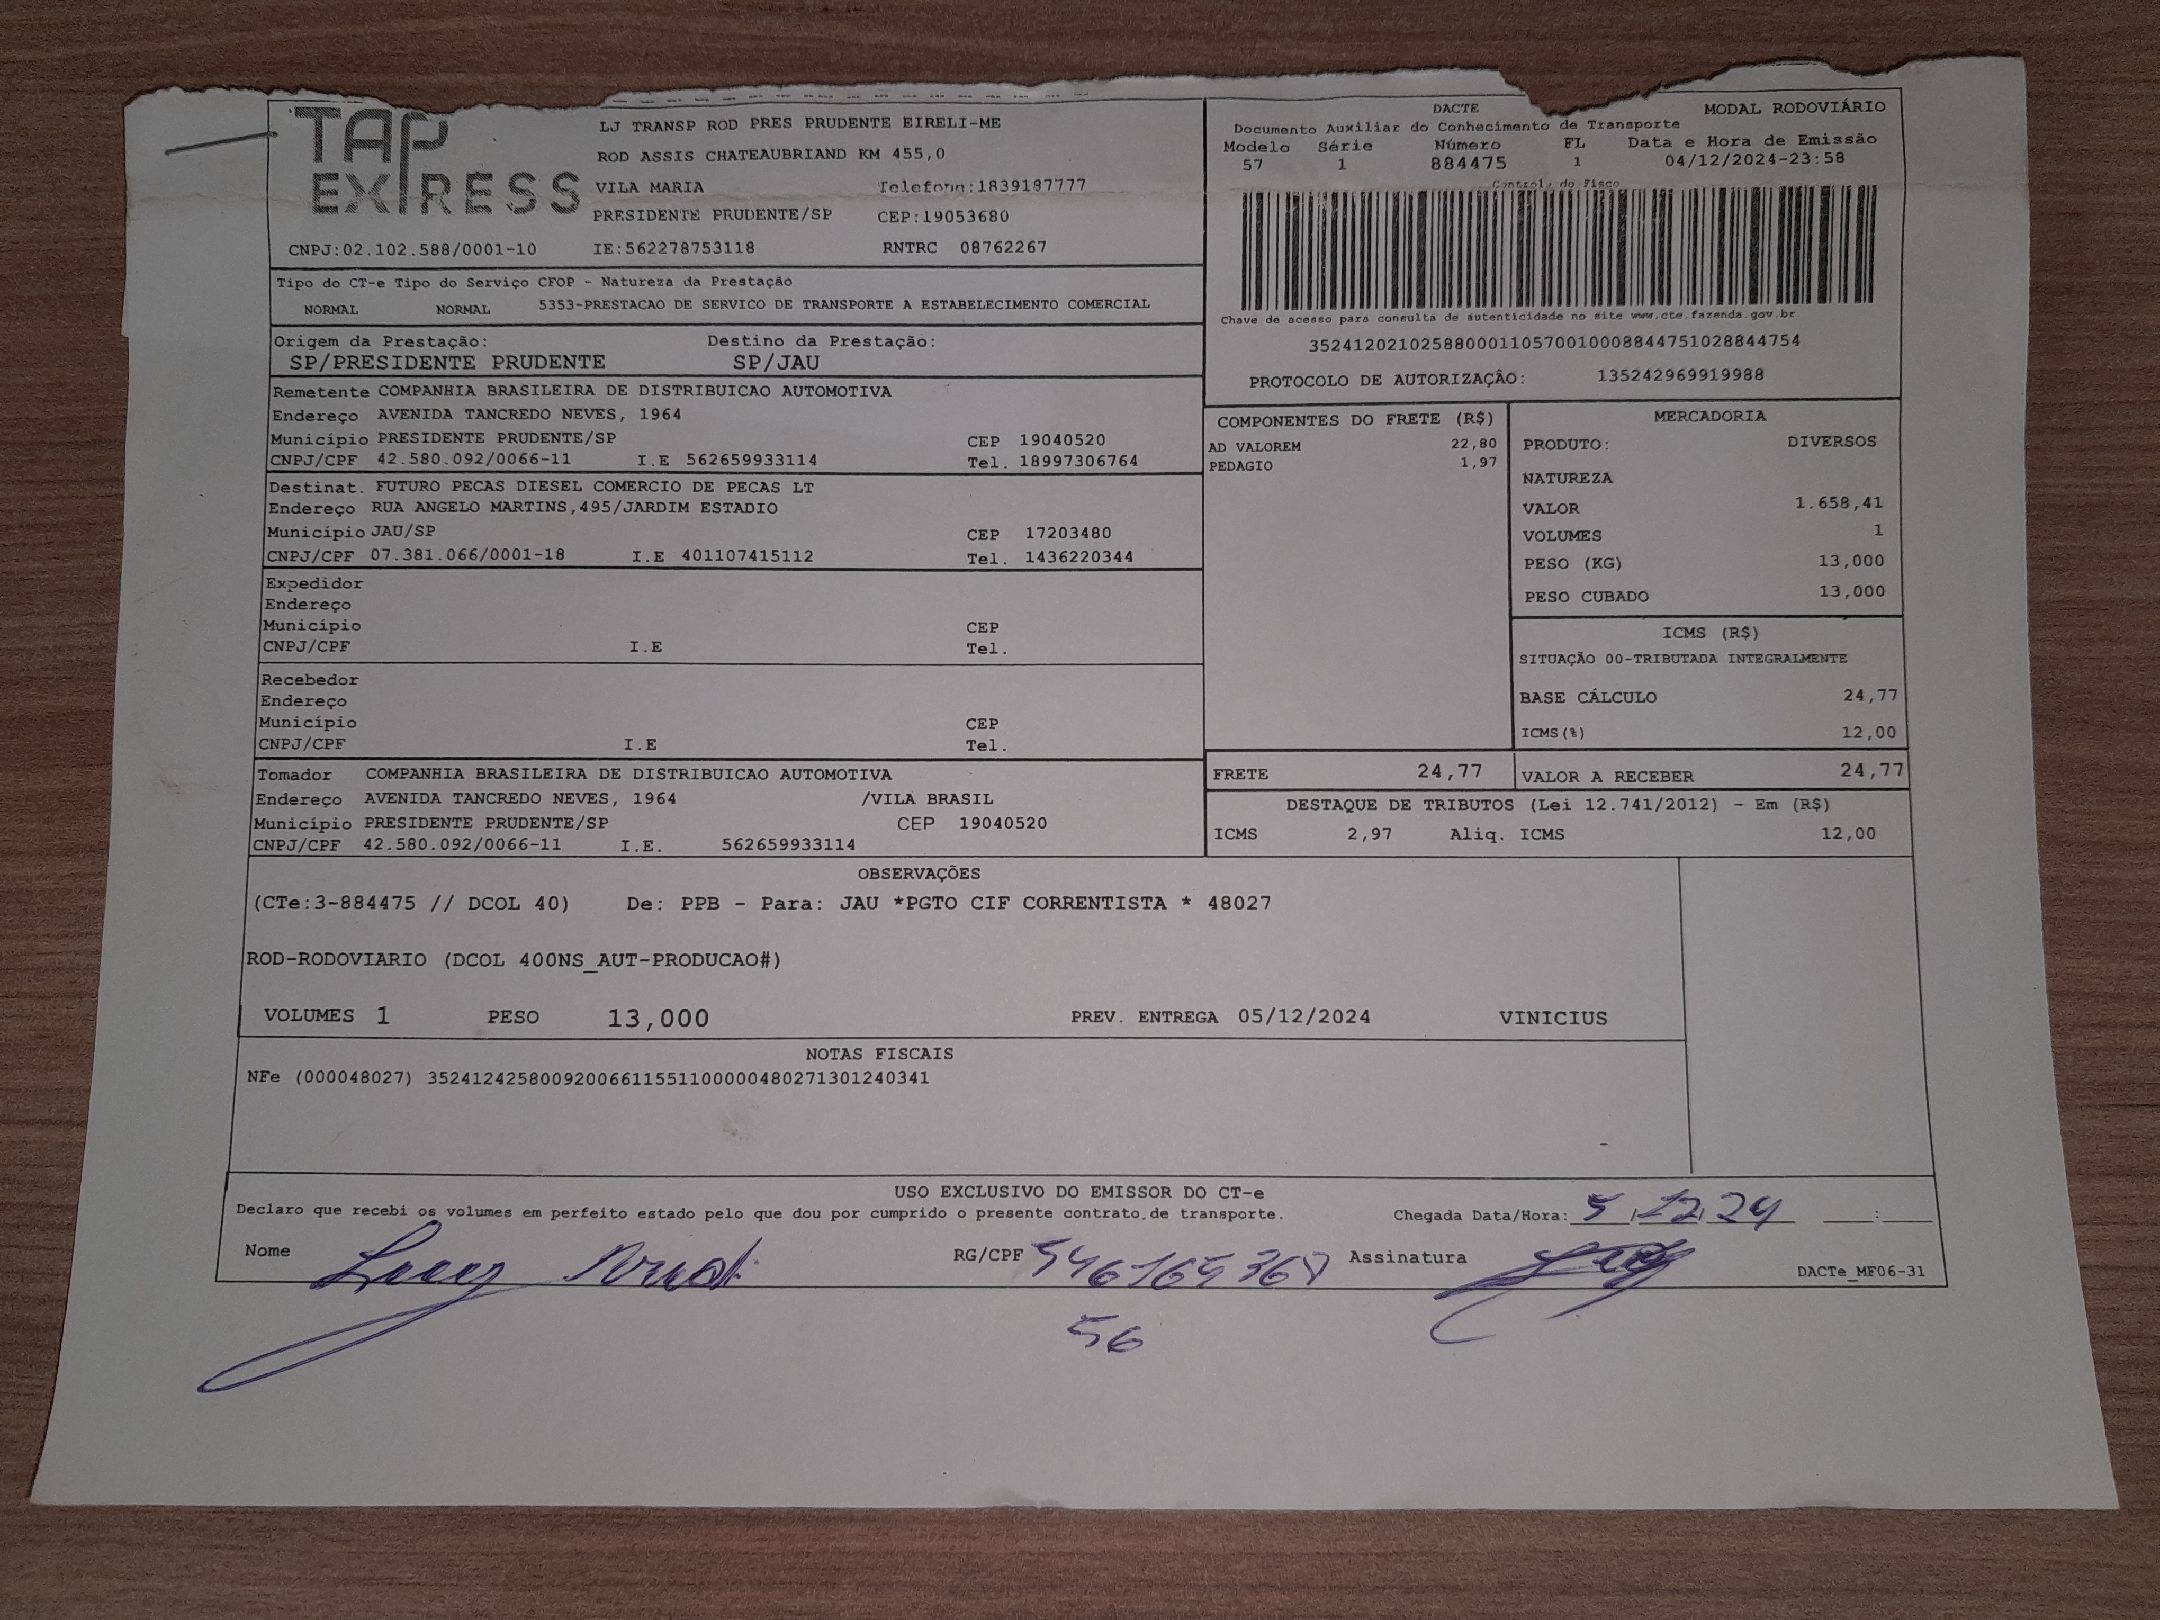 TAP
EXPRESS
LJ TRANSP ROD PRES PRUDENTE EIRELI-ME
ROD ASSIS CHATEAUBRIAND KM 455,0
VILA MARIA Telefone:1839187777
PRESIDENTE PRUDENTE/SP CEP:19053680
CNPJ:02.102.588/0001-10 IE:562278753118 RNTRC 08762267
DACTE MODAL RODOVIÁRIO
Documento Auxiliar do Conhecimento de Transporte
Modelo Série Número FL Data e Hora de Emissão
57 1 884475 1 04/12/2024-23:58
Controle do Fisco
Chave de acesso para consulta de autenticidade no site www.cte.fazenda.gov.br
35241202102588000110570010008844751028844754
PROTOCOLO DE AUTORIZAÇÃO: 135242969919988
Tipo do CT-e Tipo do Serviço CFOP - Natureza da Prestação
NORMAL NORMAL 5353-PRESTACAO DE SERVICO DE TRANSPORTE A ESTABELECIMENTO COMERCIAL
Origem da Prestação: Destino da Prestação:
SP/PRESIDENTE PRUDENTE SP/JAU
Remetente COMPANHIA BRASILEIRA DE DISTRIBUICAO AUTOMOTIVA
Endereço AVENIDA TANCREDO NEVES, 1964
Município PRESIDENTE PRUDENTE/SP CEP 19040520
CNPJ/CPF 42.580.092/0066-11 I.E 562659933114 Tel. 18997306764
Destinat. FUTURO PECAS DIESEL COMERCIO DE PECAS LT
Endereço RUA ANGELO MARTINS,495/JARDIM ESTADIO
Município JAU/SP CEP 17203480
CNPJ/CPF 07.381.066/0001-18 I.E 401107415112 Tel. 1436220344
Expedidor
Endereço
Município CEP
CNPJ/CPF I.E Tel.
Recebedor
Endereço
Município CEP
CNPJ/CPF I.E Tel.
Tomador COMPANHIA BRASILEIRA DE DISTRIBUICAO AUTOMOTIVA
Endereço AVENIDA TANCREDO NEVES, 1964 /VILA BRASIL
Município PRESIDENTE PRUDENTE/SP CEP 19040520
CNPJ/CPF 42.580.092/0066-11 I.E. 562659933114
COMPONENTES DO FRETE (R$)
AD VALOREM 22,80
PEDAGIO 1,97
MERCADORIA
PRODUTO: DIVERSOS
NATUREZA
VALOR 1.658,41
VOLUMES 1
PESO (KG) 13,000
PESO CUBADO 13,000
ICMS (R$)
SITUAÇÃO 00-TRIBUTADA INTEGRALMENTE
BASE CÁLCULO 24,77
ICMS(%) 12,00
FRETE 24,77 VALOR A RECEBER 24,77
DESTAQUE DE TRIBUTOS (Lei 12.741/2012) - Em (R$)
ICMS 2,97 Aliq. ICMS 12,00
OBSERVAÇÕES
(CTe:3-884475 // DCOL 40) De: PPB - Para: JAU *PGTO CIF CORRENTISTA * 48027
ROD-RODOVIARIO (DCOL 400NS_AUT-PRODUCAO#)
VOLUMES 1 PESO 13,000 PREV. ENTREGA 05/12/2024 VINICIUS
NOTAS FISCAIS
NFe (000048027) 35241242580092006611551100000480271301240341
USO EXCLUSIVO DO EMISSOR DO CT-e
Declaro que recebi os volumes em perfeito estado pelo que dou por cumprido o presente contrato de transporte. Chegada Data/Hora: 5 12 24 :
Nome RG/CPF Assinatura
56
DACTe_MF06-31